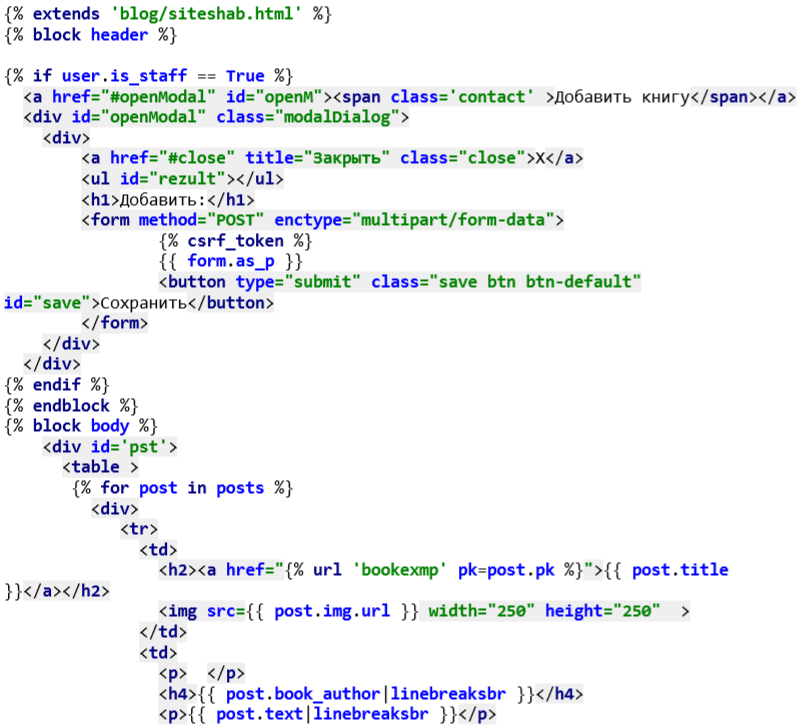 {% extends 'blog/siteshab.html' %}
{% block header %}
{% if user.is_staff == True %}
<a href="#openModal" id="openM"><span class='contact' >Добавить книгу</span></a>
<div id="openModal" class="modalDialog">
<div>
<a href="#close" title="Закрыть" class="close">X</a>
<ul id="rezult"></ul>
<h1>Добавить:</h1>
<form method="POST" enctype="multipart/form-data">
{% csrf_token %}
{{ form.as_p }}
<button type="submit" class="save btn btn-default"
id="save">Сохранить</button>
</form>
</div>
</div>
{% endif %}
{% endblock %}
{% block body %}
<div id='pst'>
<table >
{% for post in posts %}
<div>
<tr>
<td>
<h2><a href="{% url 'bookexmp' pk=post.pk %}">{{ post.title
}}</a></h2>
<img src={{ post.img.url }} width="250" height="250"  >
</td>
<td>
<p>  </p>
<h4>{{ post.book_author|linebreaksbr }}</h4>
<p>{{ post.text|linebreaksbr }}</p>